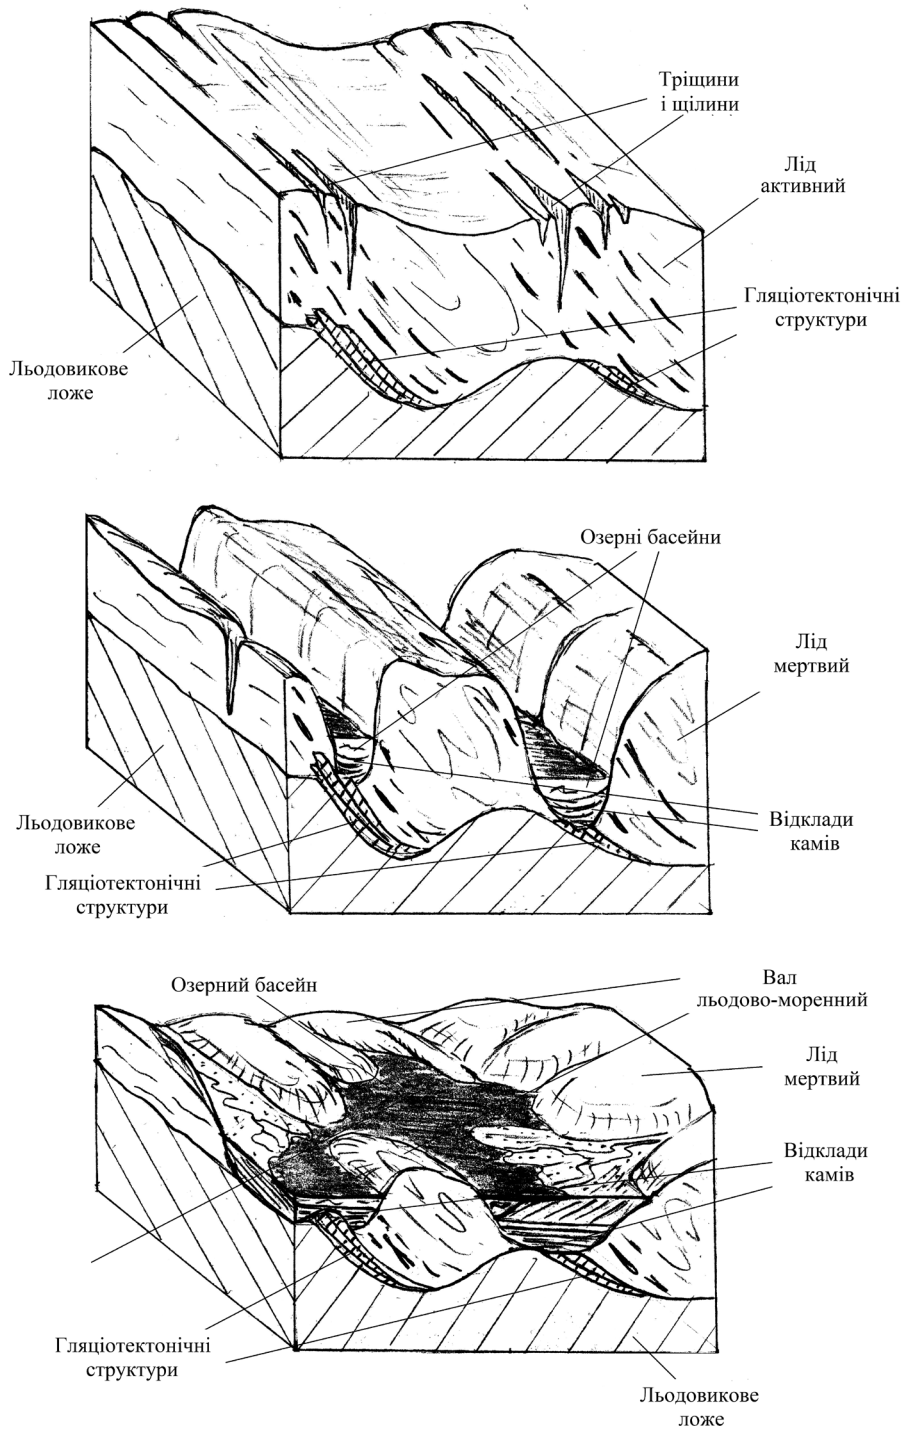 Тріщини
і щілини
Лід
активний
Гляціотектонічні
структури
Льодовикове
ложе
Озерні басейни
Лід
мертвий
Відклади
камів
Льодовикове
ложе
Гляціотектонічні
структури
Озерний басейн
Вал
льодово-моренний
Лід
мертвий
Відклади
камів
Гляціотектонічні
структури
Льодовикове
ложе